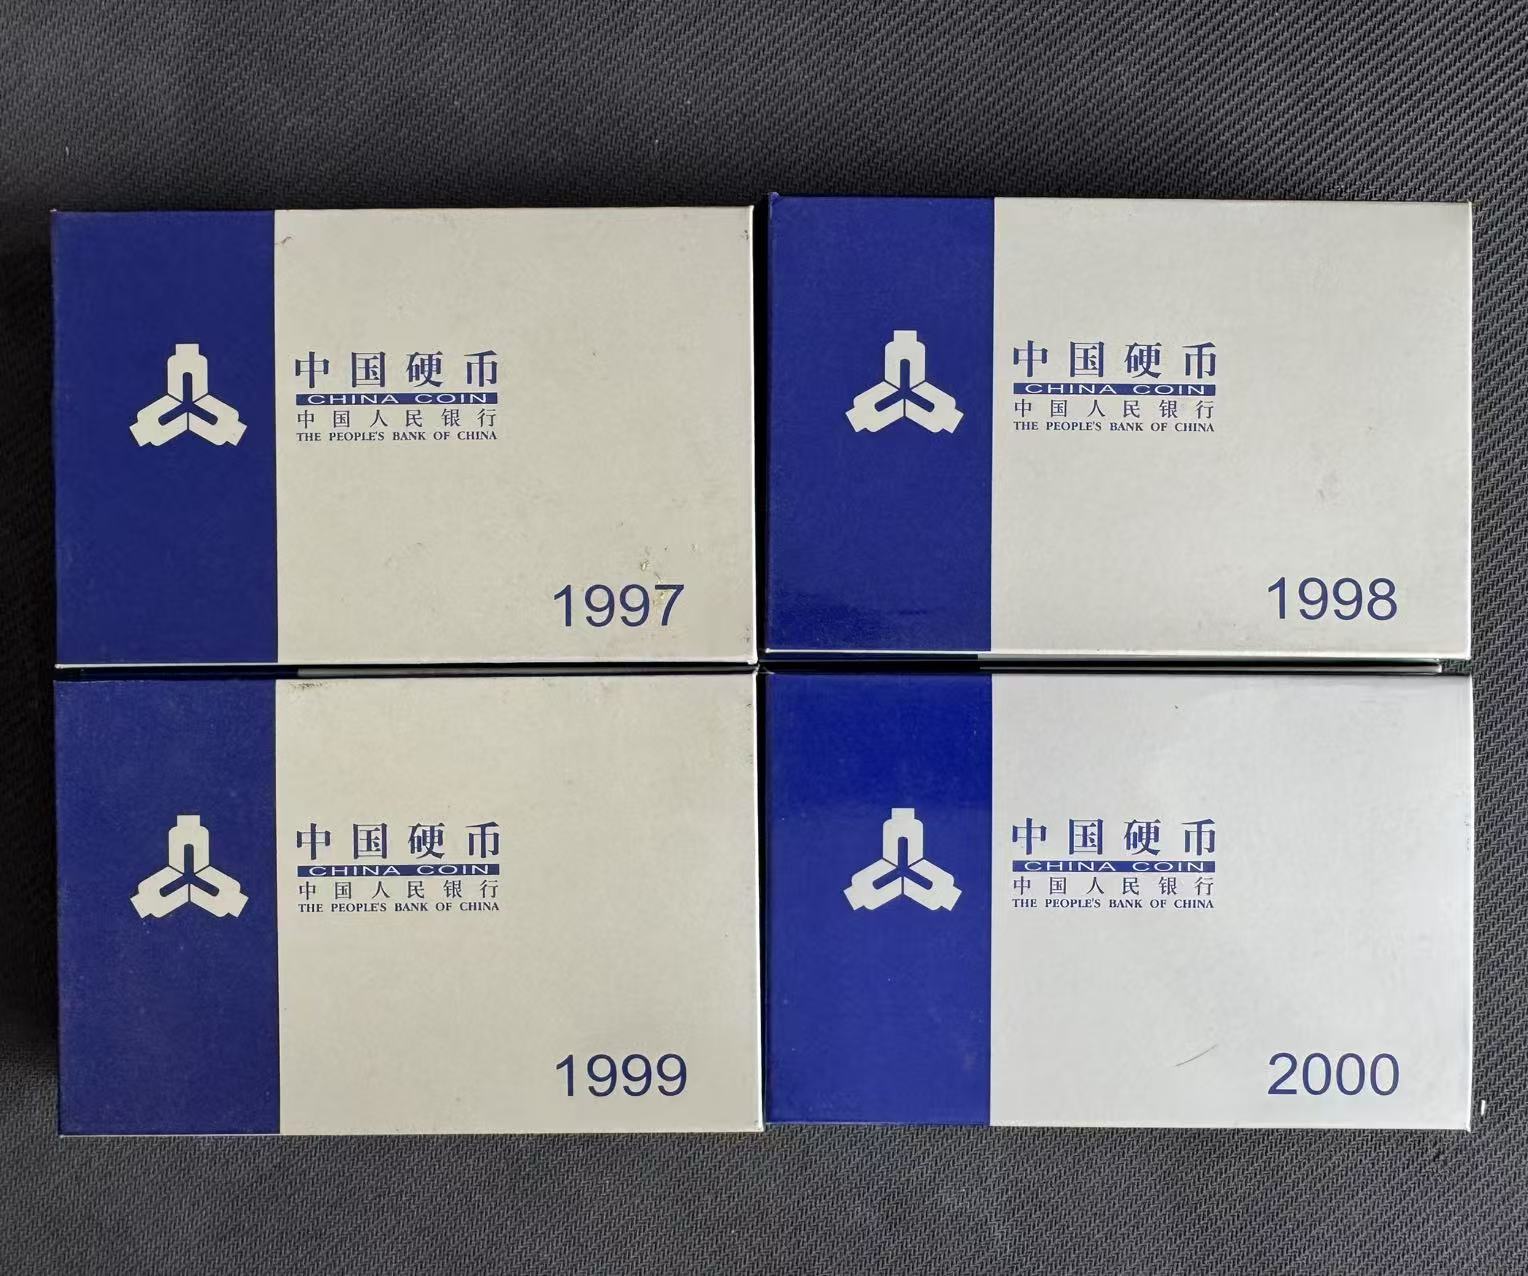 中国硬币
CHINA COIN
中国人民银行
THE PEOPLE'S BANK OF CHINA
1997
中国硬币
CHINA COIN
中国人民银行
THE PEOPLE'S BANK OF CHINA
1998
中国硬币
CHINA COIN
中国人民银行
THE PEOPLE'S BANK OF CHINA
1999
中国硬币
CHINA COIN
中国人民银行
THE PEOPLE'S BANK OF CHINA
2000